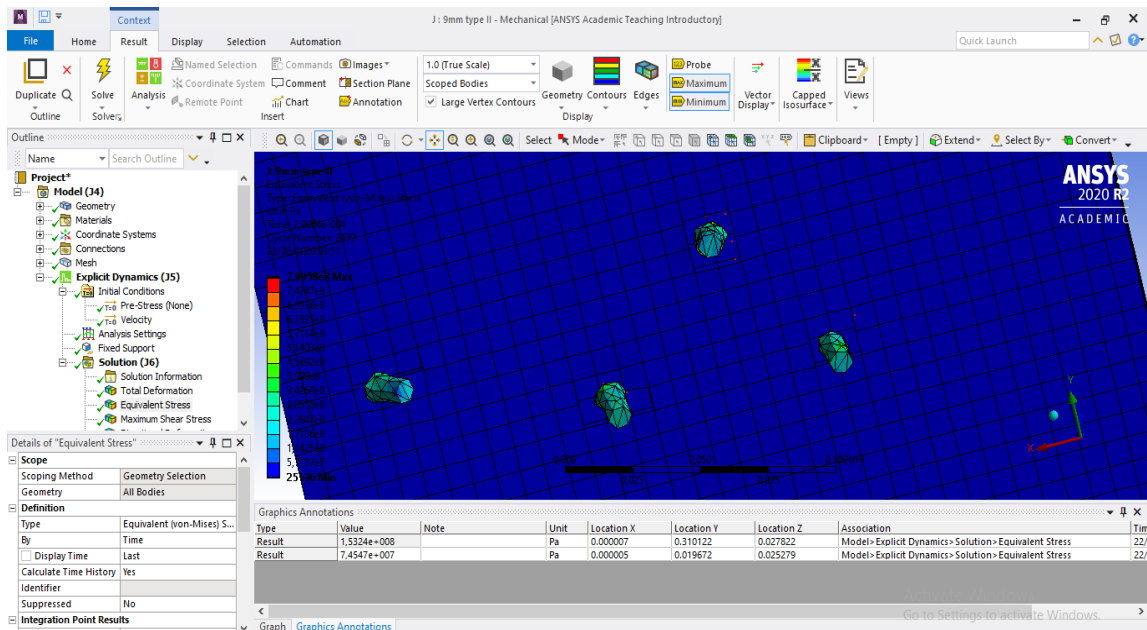 J : 9mm type II - Mechanical [ANSYS Academic Teaching Introductory]
Context
File Home Result Display Selection Automation
Quick Launch
Duplicate
Outline
Solve
Solver
Analysis
Named Selection
Coordinate System
Remote Point
Commands
Comment
Chart
Images
Section Plane
Annotation
Insert
1.0 (True Scale)
Scoped Bodies
Large Vertex Contours
Geometry Contours Edges
Display
Probe
Maximum
Minimum
Vector Display
Capped Isosurface
Views
Outline
Name Search Outline
Select Mode Clipboard [ Empty ] Extend Select By Convert
Project*
Model (J4)
Geometry
Materials
Coordinate Systems
Connections
Mesh
Explicit Dynamics (J5)
Initial Conditions
Pre-Stress (None)
Velocity
Analysis Settings
Fixed Support
Solution (J6)
Solution Information
Total Deformation
Equivalent Stress
Maximum Shear Stress
ANSYS
2020 R2
ACADEMIC
Y
X
Details of "Equivalent Stress"
Scope
Scoping Method Geometry Selection
Geometry All Bodies
Definition
Type Equivalent (von-Mises) S...
By Time
Display Time Last
Calculate Time History Yes
Identifier
Suppressed No
Integration Point Results
Graphics Annotations
Type Value Note Unit Location X Location Y Location Z Association Tim
Result 1,5324e+008 Pa 0.000007 0.310122 0.027822 Model>Explicit Dynamics>Solution>Equivalent Stress 22/
Result 7,4547e+007 Pa 0.000005 0.019672 0.025279 Model>Explicit Dynamics>Solution>Equivalent Stress 22/
Activate Windows
Go to Settings to activate Windows.
Graph Graphics Annotations